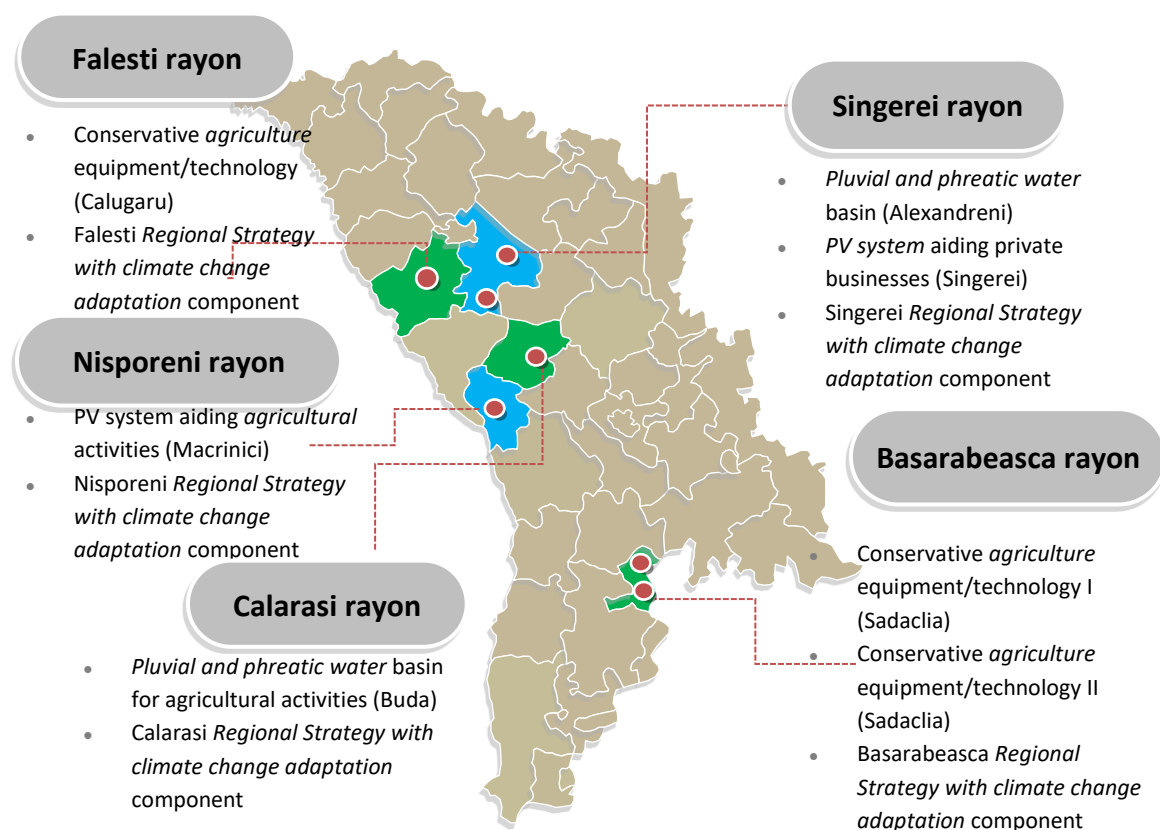 Falesti rayon
• Conservative agriculture
equipment/technology
(Calugaru)
• Falesti Regional Strategy
with climate change
adaptation component
Nisporeni rayon
• PV system aiding agricultural
activities (Macrinici)
• Nisporeni Regional Strategy
with climate change
adaptation component
Calarasi rayon
• Pluvial and phreatic water basin
for agricultural activities (Buda)
• Calarasi Regional Strategy with
climate change adaptation
component
Singerei rayon
• Pluvial and phreatic water
basin (Alexandreni)
• PV system aiding private
businesses (Singerei)
• Singerei Regional Strategy
with climate change
adaptation component
Basarabeasca rayon
• Conservative agriculture
equipment/technology I
(Sadaclia)
• Conservative agriculture
equipment/technology II
(Sadaclia)
• Basarabeasca Regional
Strategy with climate change
adaptation component